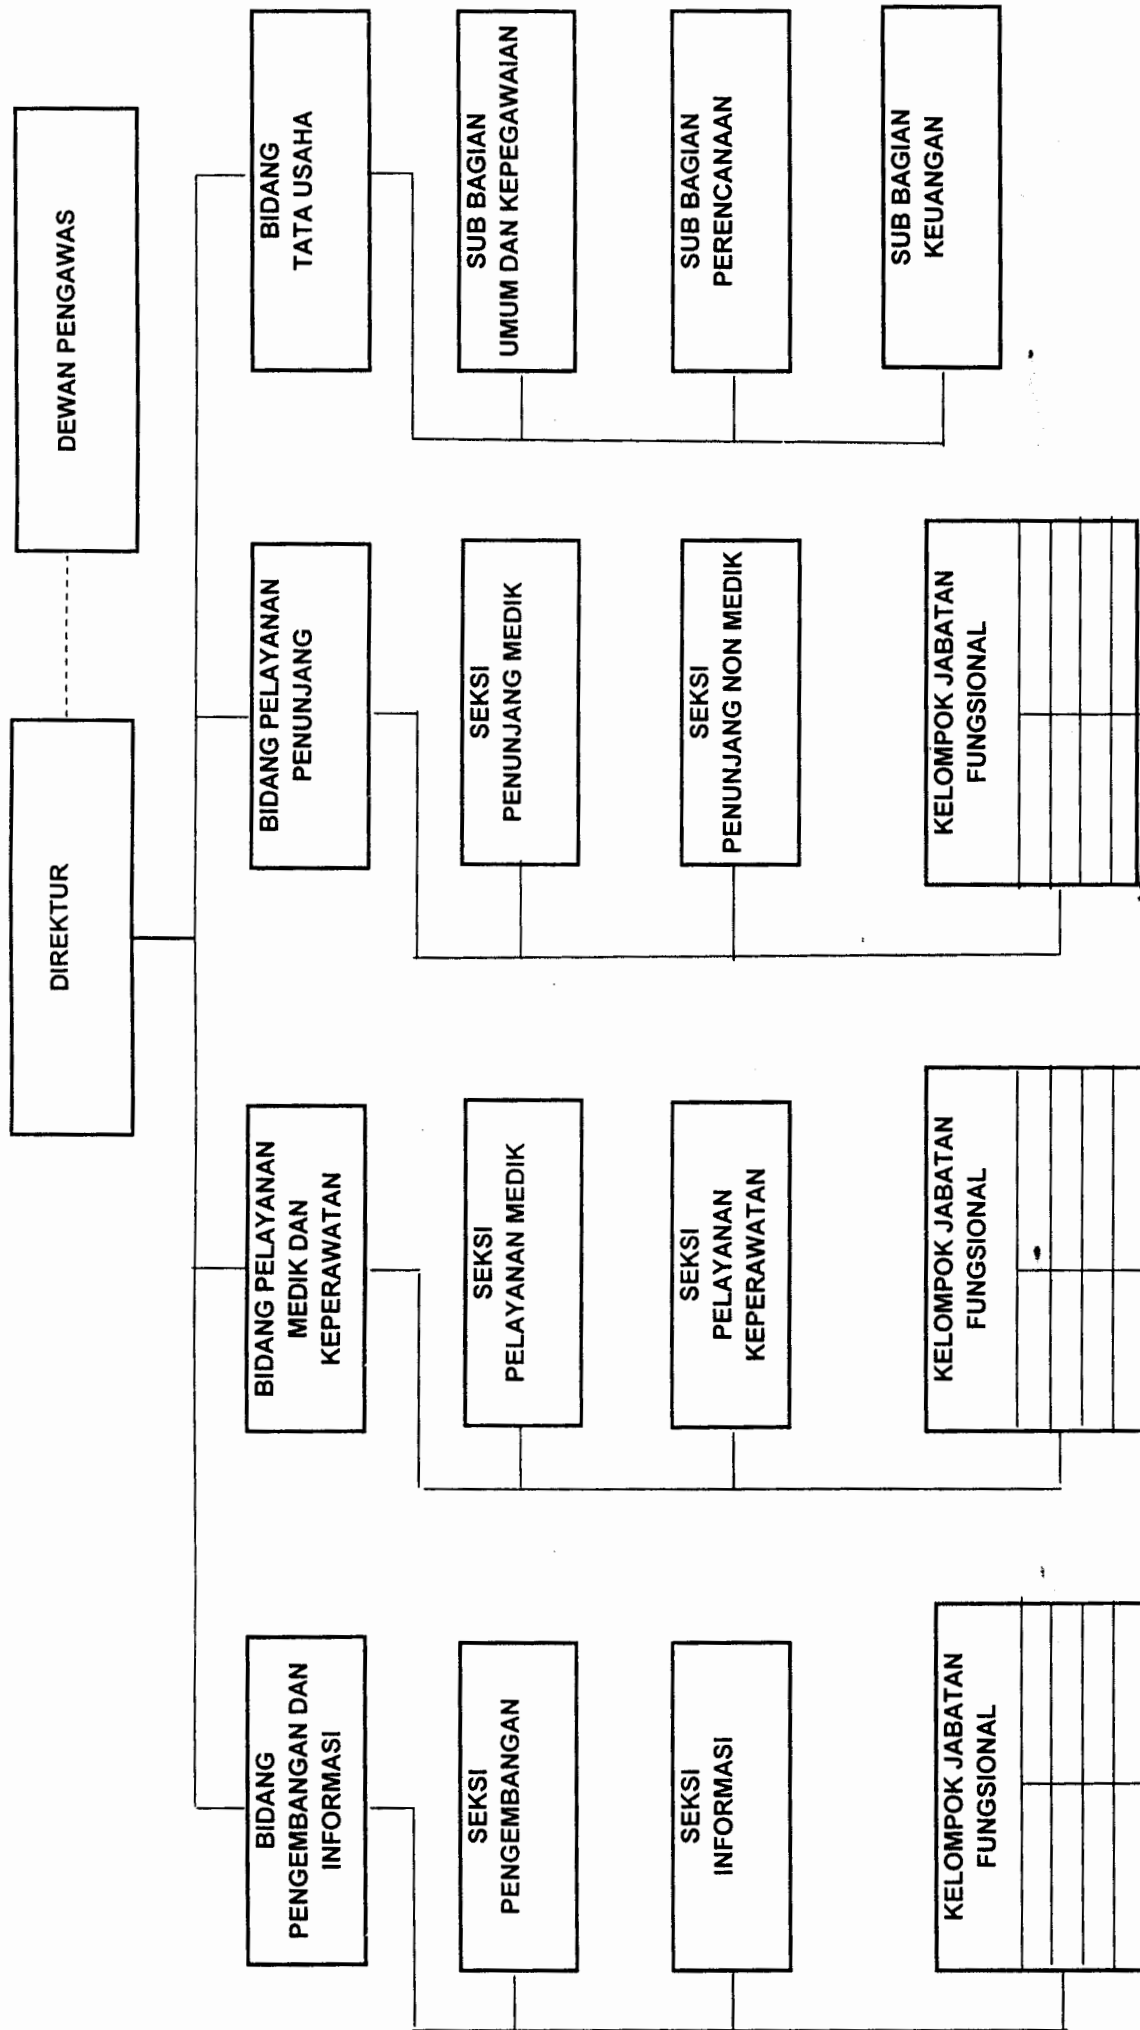 DIREKTUR
DEWAN PENGAWAS
BIDANG
PENGEMBANGAN DAN
INFORMASI
BIDANG PELAYANAN
MEDIK DAN
KEPERAWATAN
BIDANG PELAYANAN
PENUNJANG
BIDANG
TATA USAHA
SEKSI
PENGEMBANGAN
SEKSI
PELAYANAN MEDIK
SEKSI
PENUNJANG MEDIK
SUB BAGIAN
UMUM DAN KEPEGAWAIAN
SEKSI
INFORMASI
SEKSI
PELAYANAN
KEPERAWATAN
SEKSI
PENUNJANG NON MEDIK
SUB BAGIAN
PERENCANAAN
KELOMPOK JABATAN
FUNGSIONAL
KELOMPOK JABATAN
FUNGSIONAL
KELOMPOK JABATAN
FUNGSIONAL
SUB BAGIAN
KEUANGAN